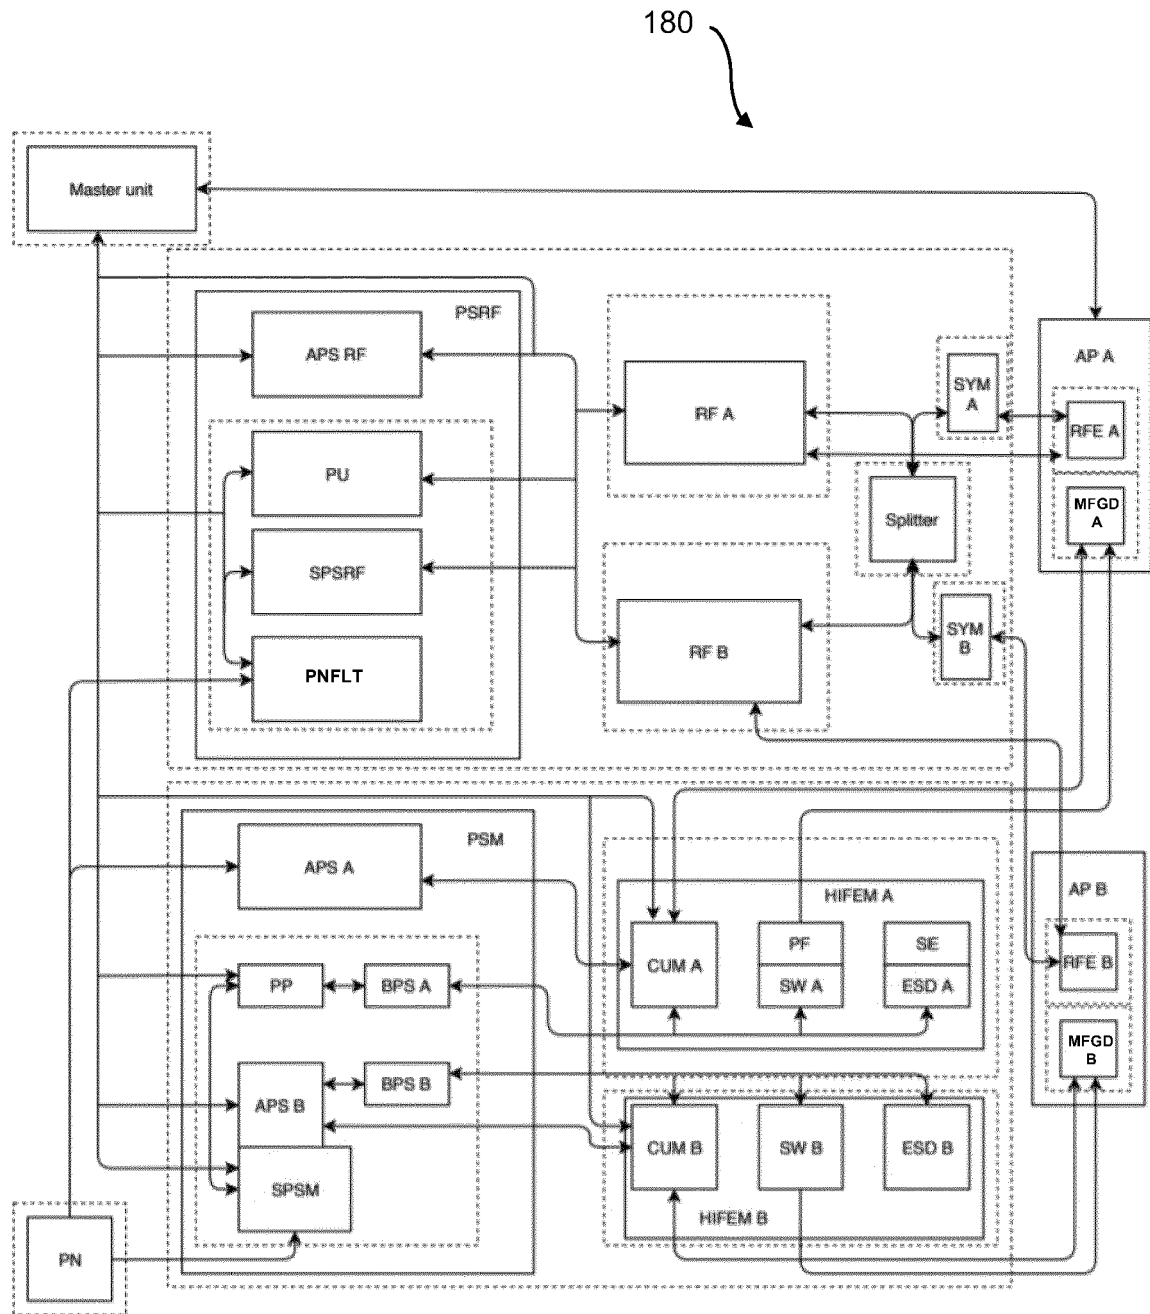 180
Master unit
PSRF
APS RF
PU
SPSRF
PNFLT
RF A
RF B
Splitter
SYM
A
SYM
B
AP A
RFE A
MFGD
A
PSM
APS A
PP
BPS A
APS B
BPS B
SPSM
HIFEM A
CUM A
PF
SW A
SE
ESD A
CUM B
SW B
ESD B
HIFEM B
AP B
RFE B
MFGD
B
PN